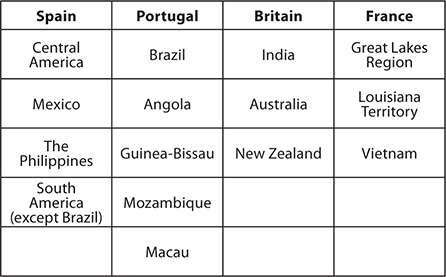 Spain Portugal Britain France
Central
America
Brazil
India
Great Lakes
Region
Mexico
Angola
Australia
Louisiana
Territory
The
Philippines
Guinea-Bissau
New Zealand
Vietnam
South
America
(except Brazil)
Mozambique
Macau